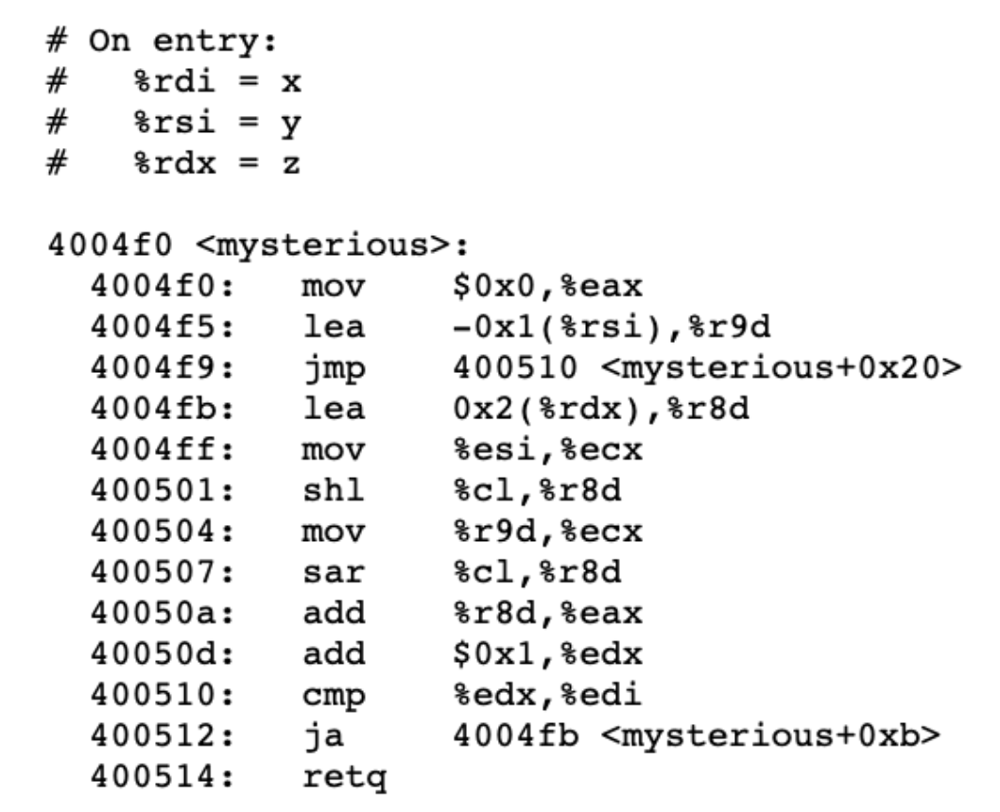 # On entry:
#   %rdi = x
#   %rsi = y
#   %rdx = z
4004f0 <mysterious>:
  4004f0:   mov    $0x0,%eax
  4004f5:   lea    -0x1(%rsi),%r9d
  4004f9:   jmp    400510 <mysterious+0x20>
  4004fb:   lea    0x2(%rdx),%r8d
  4004ff:   mov    %esi,%ecx
  400501:   shl    %cl,%r8d
  400504:   mov    %r9d,%ecx
  400507:   sar    %cl,%r8d
  40050a:   add    %r8d,%eax
  40050d:   add    $0x1,%edx
  400510:   cmp    %edx,%edi
  400512:   ja     4004fb <mysterious+0xb>
  400514:   retq